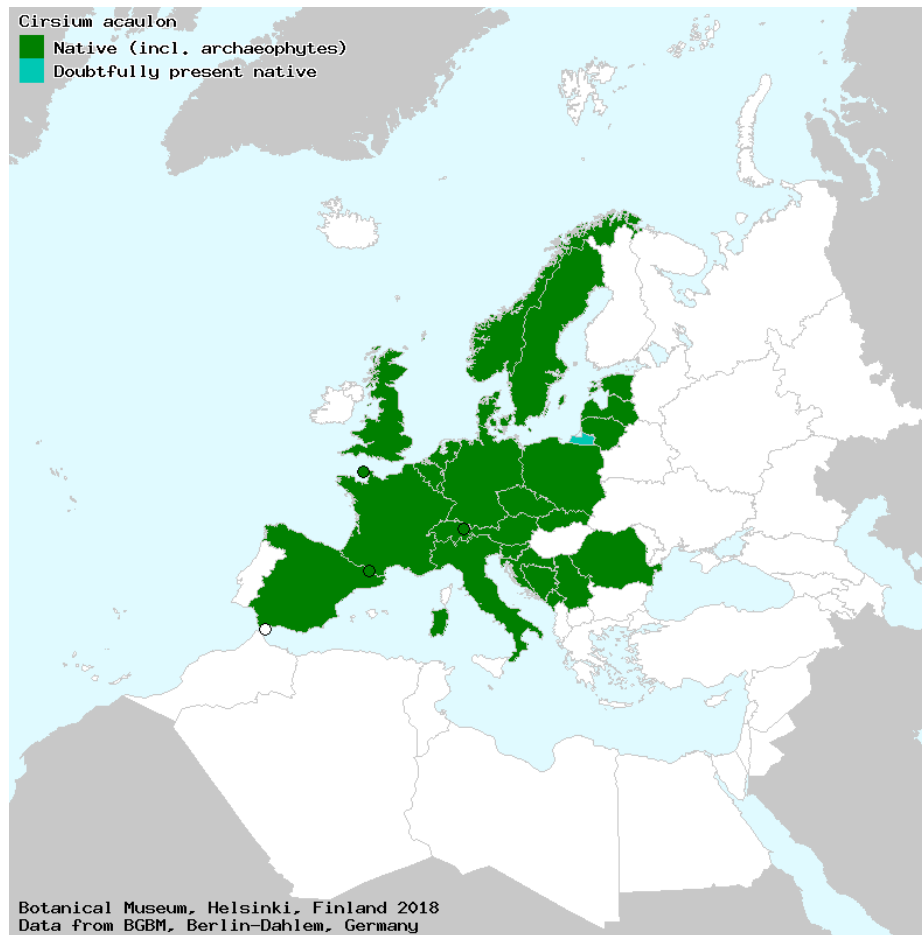 Cirsium acaulon
Native (incl. archaeophytes)
Doubtfully present native
Botanical Museum, Helsinki, Finland 2018
Data from BGBM, Berlin-Dahlem, Germany